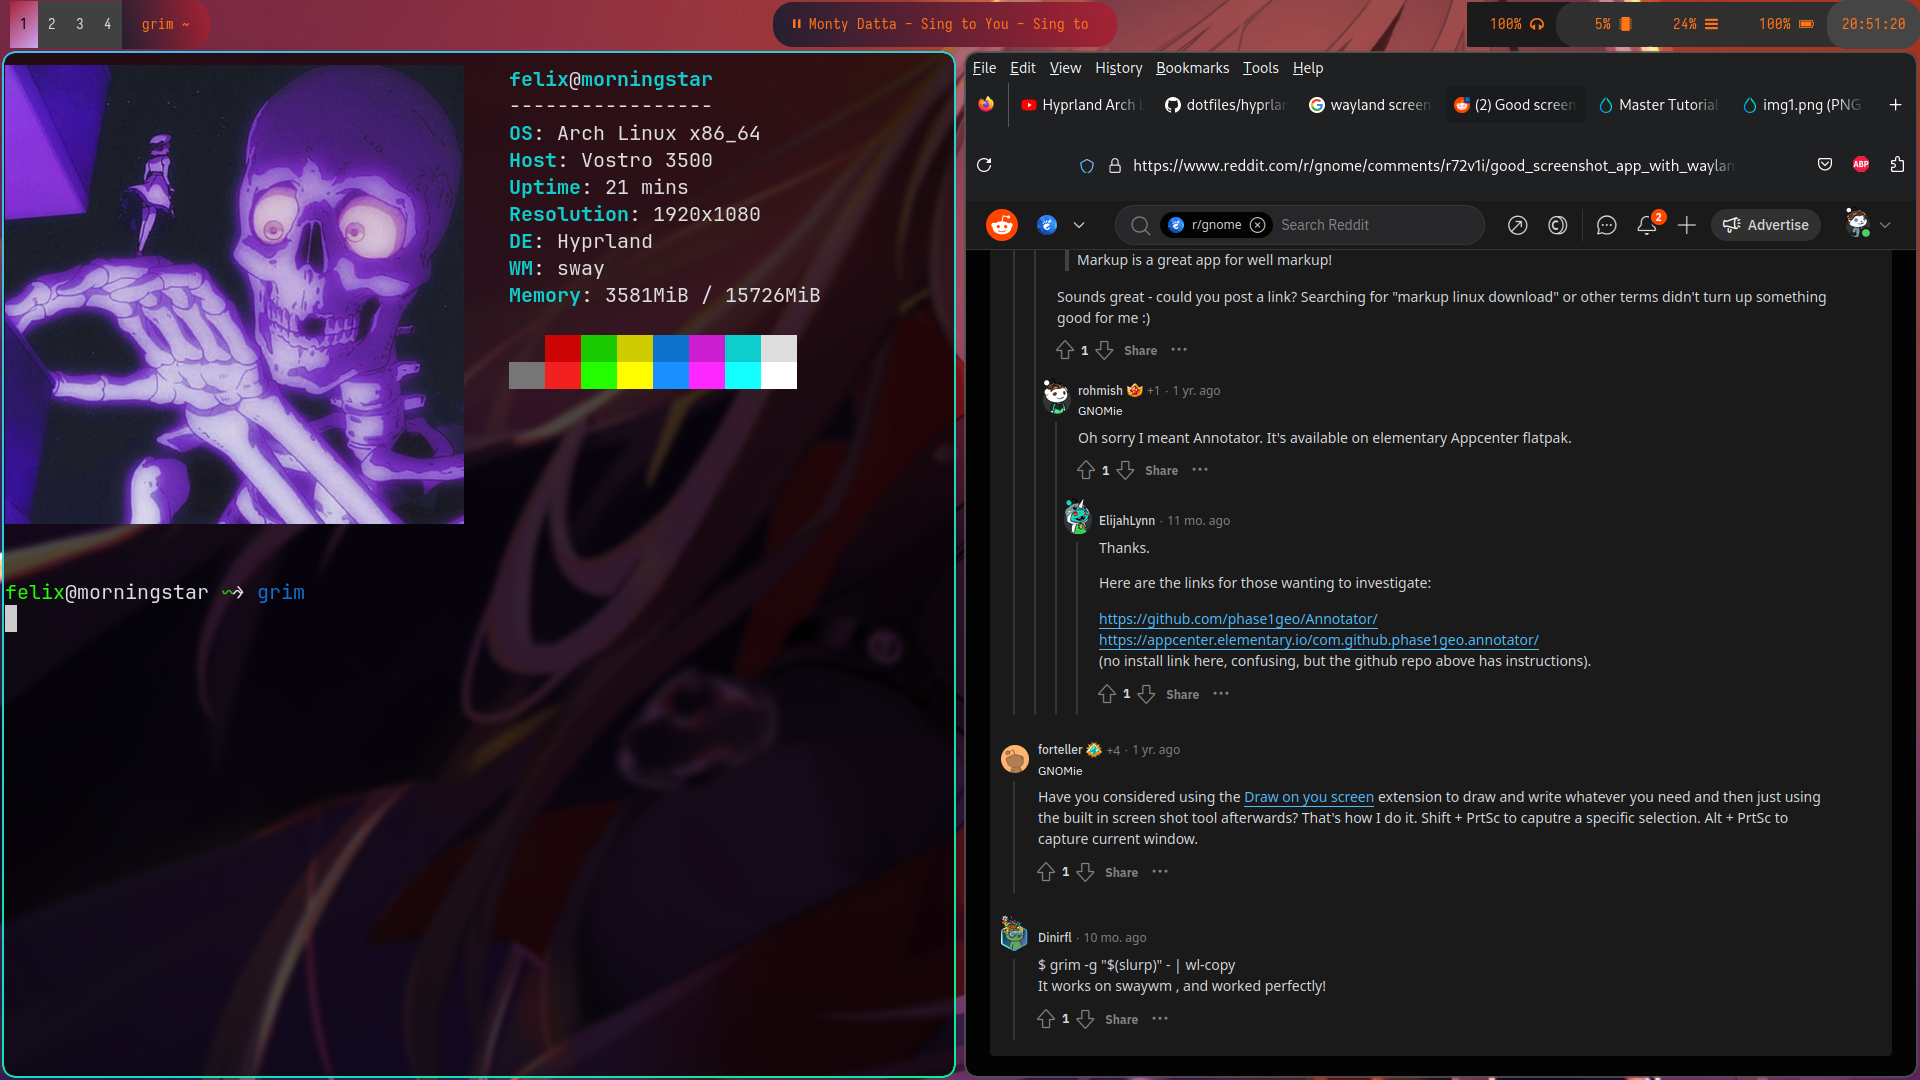 1 2 3 4 grim ~
Monty Datta - Sing to You - Sing to
100% 5% 24% 100% 20:51:20
felix@morningstar
-----------------
OS: Arch Linux x86_64
Host: Vostro 3500
Uptime: 21 mins
Resolution: 1920x1080
DE: Hyprland
WM: sway
Memory: 3581MiB / 15726MiB
felix@morningstar ~> grim
File Edit View History Bookmarks Tools Help
Hyprland Arch L dotfiles/hyprlan wayland screen (2) Good screen Master Tutorial img1.png (PNG
https://www.reddit.com/r/gnome/comments/r72v1i/good_screenshot_app_with_waylan
ABP
r/gnome Search Reddit 2 Advertise
Markup is a great app for well markup!
Sounds great - could you post a link? Searching for "markup linux download" or other terms didn't turn up something
good for me :)
1 Share ...
rohmish +1 · 1 yr. ago
GNOMie
Oh sorry I meant Annotator. It's available on elementary Appcenter flatpak.
1 Share ...
ElijahLynn · 11 mo. ago
Thanks.
Here are the links for those wanting to investigate:
https://github.com/phase1geo/Annotator/
https://appcenter.elementary.io/com.github.phase1geo.annotator/
(no install link here, confusing, but the github repo above has instructions).
1 Share ...
forteller +4 · 1 yr. ago
GNOMie
Have you considered using the Draw on you screen extension to draw and write whatever you need and then just using
the built in screen shot tool afterwards? That's how I do it. Shift + PrtSc to caputre a specific selection. Alt + PrtSc to
capture current window.
1 Share ...
Dinirfl · 10 mo. ago
$ grim -g "$(slurp)" - | wl-copy
It works on swaywm , and worked perfectly!
1 Share ...